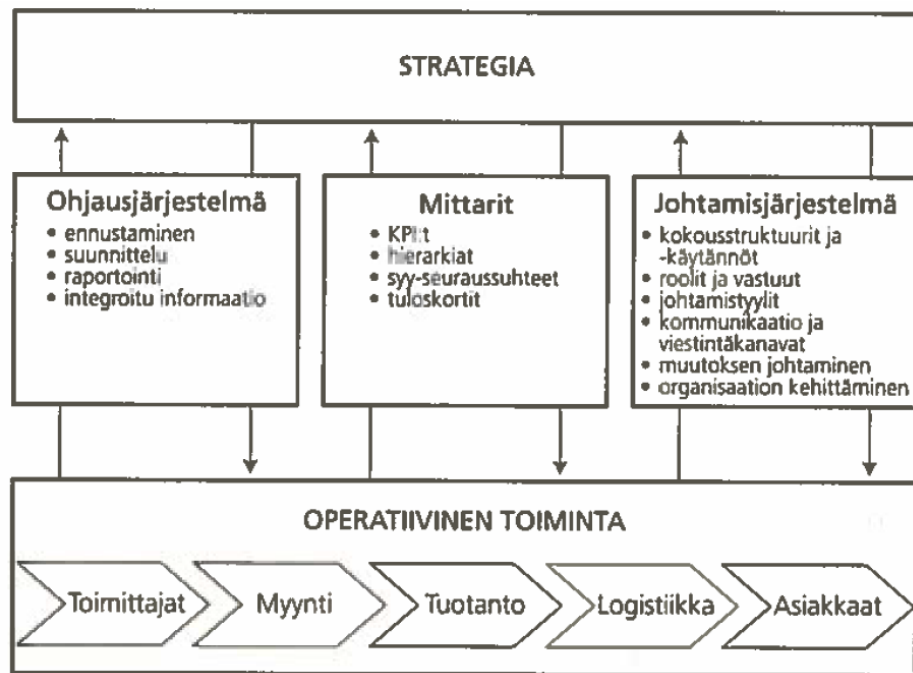 STRATEGIA
Ohjausjärjestelmä
• ennustaminen
• suunnittelu
• raportointi
• integroitu informaatio
Mittarit
• KPI:t
• hierarkiat
• syy-seuraussuhteet
• tuloskortit
Johtamisjärjestelmä
• kokousstruktuurit ja
-käytännöt
• roolit ja vastuut
• johtamistyylit
• kommunikaatio ja
viestintäkanavat
• muutoksen johtaminen
• organisaation kehittäminen
OPERATIIVINEN TOIMINTA
Toimittajat
Myynti
Tuotanto
Logistiikka
Asiakkaat